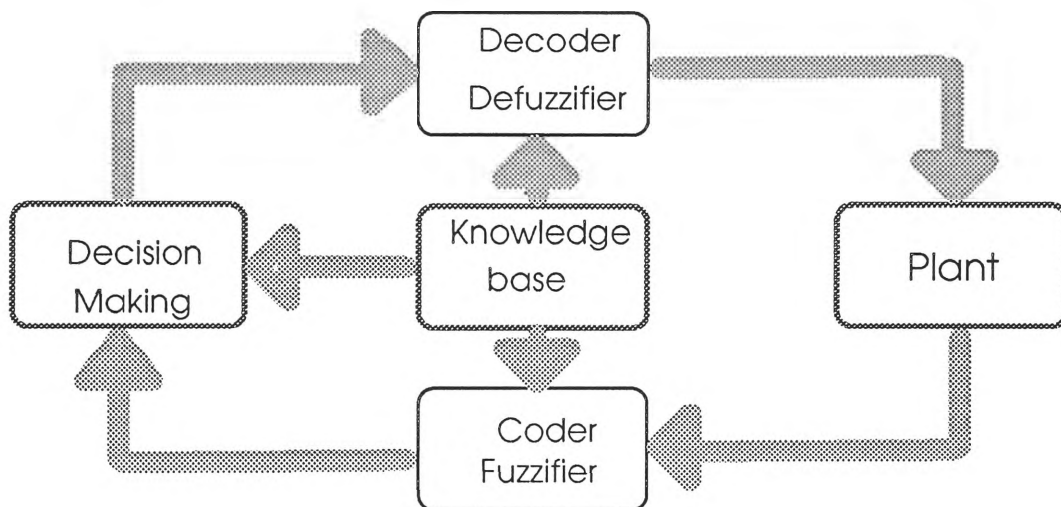 Decoder
Defuzzifier
Decision
Making
Knowledge
base
Plant
Coder
Fuzzifier